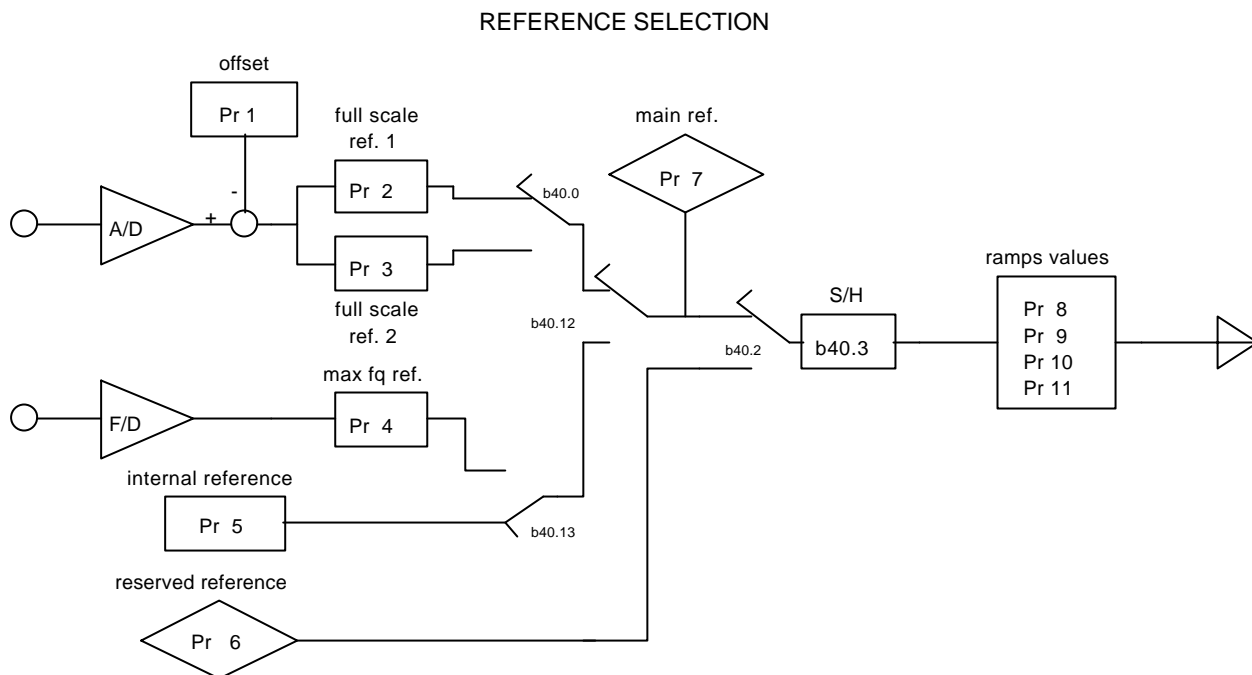 REFERENCE SELECTION
offset
Pr 1
full scale
ref. 1
Pr 2
main ref.
Pr 7
b40.0
-
+
A/D
Pr 3
full scale
ref. 2
ramps values
S/H
b40.3
Pr 8
Pr 9
Pr 10
Pr 11
b40.12
b40.2
max fq ref.
F/D
Pr 4
internal reference
Pr 5
b40.13
reserved reference
Pr 6